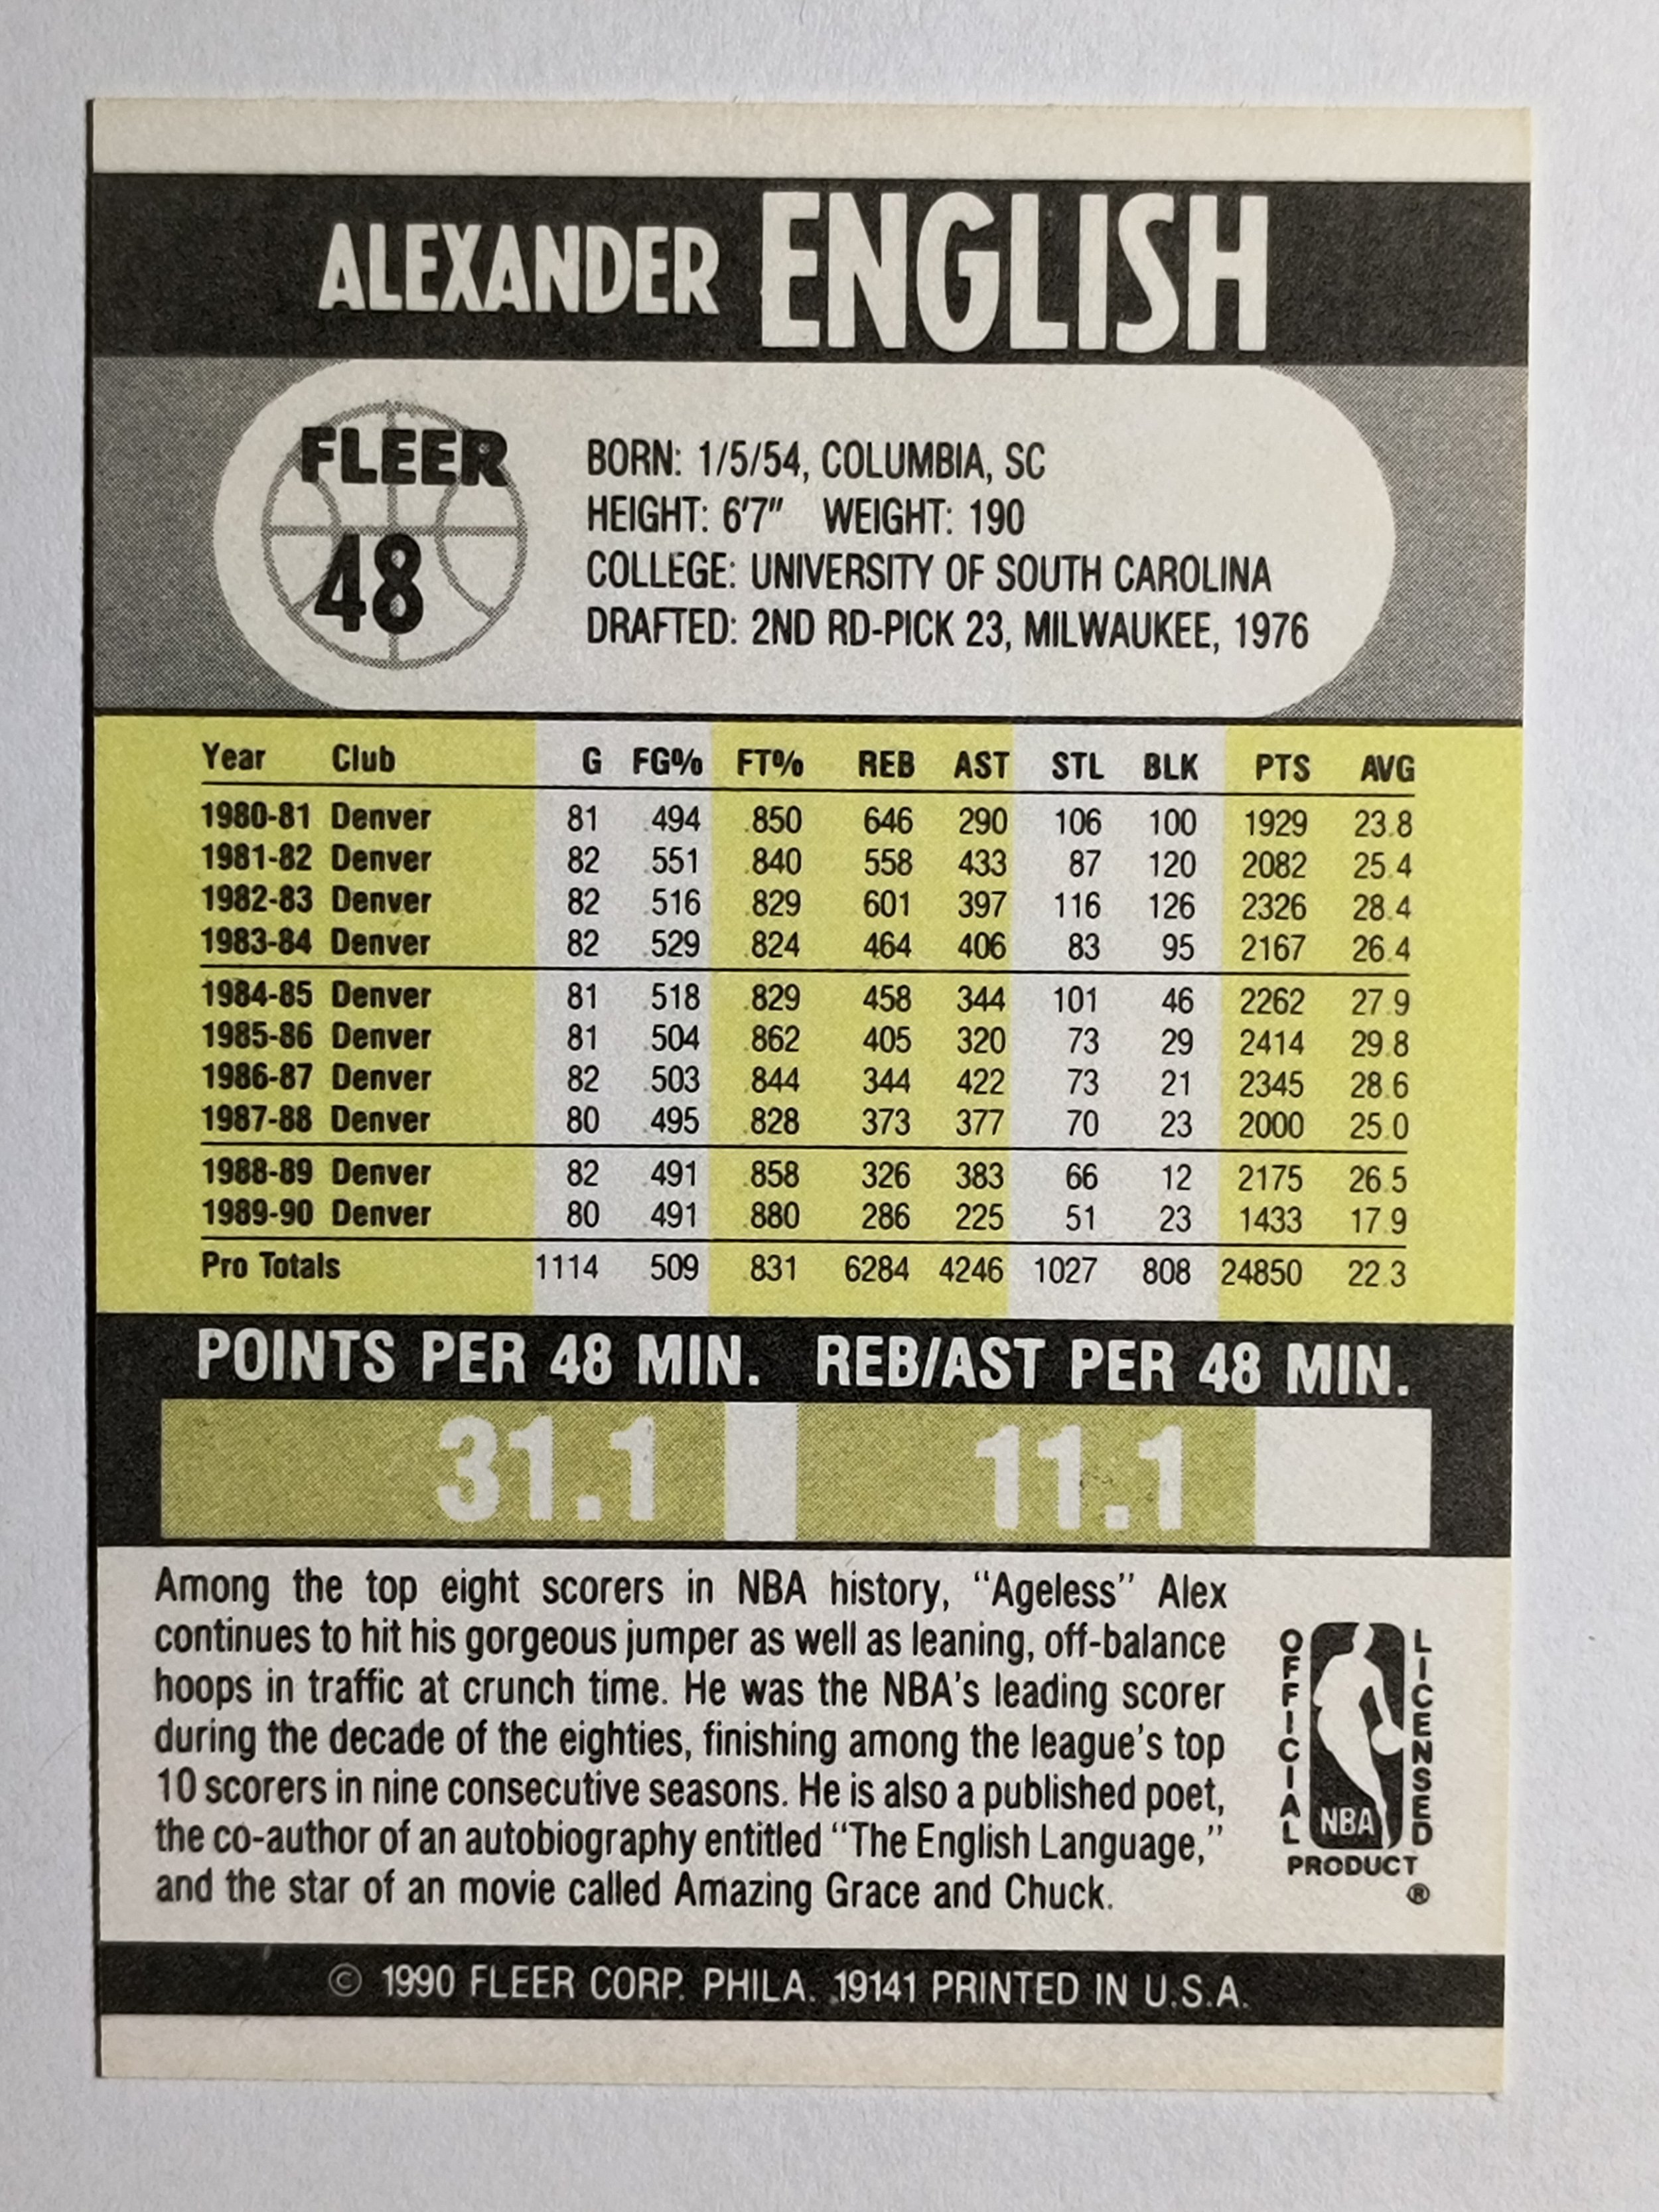 ALEXANDER ENGLISH
FLEER
48
BORN: 1/5/54, COLUMBIA, SC
HEIGHT: 6'7" WEIGHT: 190
COLLEGE: UNIVERSITY OF SOUTH CAROLINA
DRAFTED: 2ND RD-PICK 23, MILWAUKEE, 1976
Year Club G FG% FT% REB AST STL BLK PTS AVG
1980-81 Denver 81 .494 .850 646 290 106 100 1929 23.8
1981-82 Denver 82 .551 .840 558 433 87 120 2082 25.4
1982-83 Denver 82 .516 .829 601 397 116 126 2326 28.4
1983-84 Denver 82 .529 .824 464 406 83 95 2167 26.4
1984-85 Denver 81 .518 .829 458 344 101 46 2262 27.9
1985-86 Denver 81 .504 .862 405 320 73 29 2414 29.8
1986-87 Denver 82 .503 .844 344 422 73 21 2345 28.6
1987-88 Denver 80 .495 .828 373 377 70 23 2000 25.0
1988-89 Denver 82 .491 .858 326 383 66 12 2175 26.5
1989-90 Denver 80 .491 .880 286 225 51 23 1433 17.9
Pro Totals 1114 .509 .831 6284 4246 1027 808 24850 22.3
POINTS PER 48 MIN. REB/AST PER 48 MIN.
31.1 11.1
Among the top eight scorers in NBA history, "Ageless" Alex
continues to hit his gorgeous jumper as well as leaning, off-balance
hoops in traffic at crunch time. He was the NBA's leading scorer
during the decade of the eighties, finishing among the league's top
10 scorers in nine consecutive seasons. He is also a published poet,
the co-author of an autobiography entitled "The English Language,"
and the star of an movie called Amazing Grace and Chuck.
OFFICIAL
NBA
LICENSED
PRODUCT
®
© 1990 FLEER CORP. PHILA. 19141 PRINTED IN U.S.A.